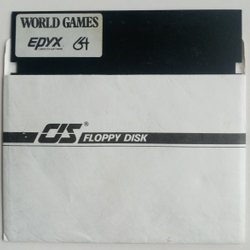 WORLD GAMES
EPYX 64
CIS® FLOPPY DISK